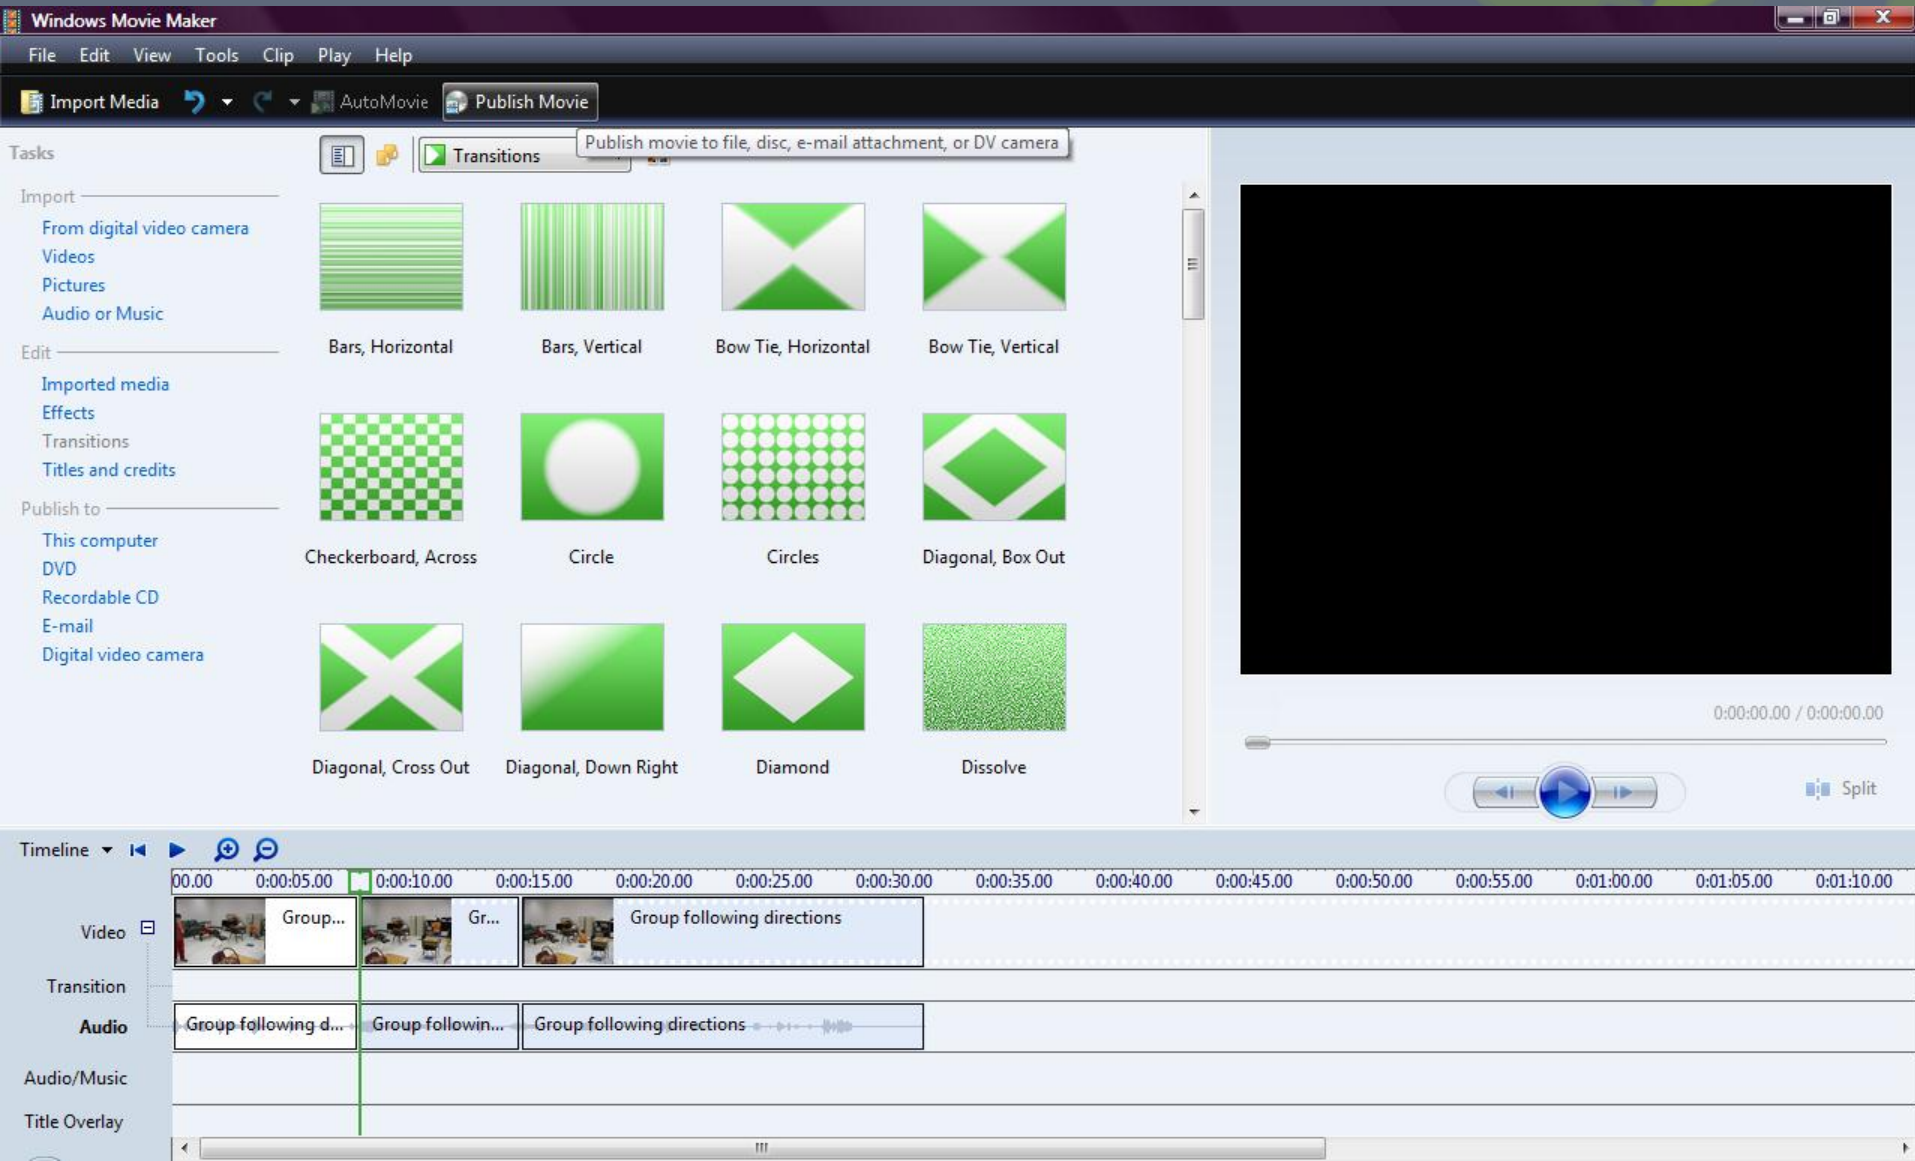 Windows Movie Maker
File Edit View Tools Clip Play Help
Import Media AutoMovie Publish Movie
Publish movie to file, disc, e-mail attachment, or DV camera
Tasks
Transitions
Import
From digital video camera
Videos
Pictures
Audio or Music
Edit
Imported media
Effects
Transitions
Titles and credits
Publish to
This computer
DVD
Recordable CD
E-mail
Digital video camera
Bars, Horizontal Bars, Vertical Bow Tie, Horizontal Bow Tie, Vertical
Checkerboard, Across Circle Circles Diagonal, Box Out
Diagonal, Cross Out Diagonal, Down Right Diamond Dissolve
0:00:00.00 / 0:00:00.00
Split
Timeline
00.00 0:00:05.00 0:00:10.00 0:00:15.00 0:00:20.00 0:00:25.00 0:00:30.00 0:00:35.00 0:00:40.00 0:00:45.00 0:00:50.00 0:00:55.00 0:01:00.00 0:01:05.00 0:01:10.00
Video Group... Gr... Group following directions
Transition
Audio Group following d... Group followin... Group following directions
Audio/Music
Title Overlay